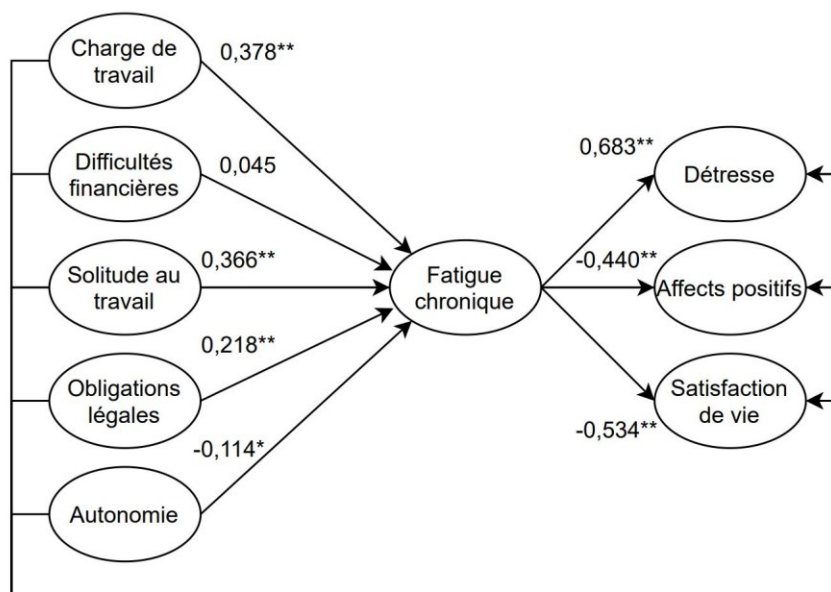 Charge de
travail
0,378**
Difficultés
financières
0,045
Solitude au
travail
0,366**
Obligations
légales
0,218**
Autonomie
-0,114*
Fatigue
chronique
0,683**
Détresse
-0,440**
Affects positifs
-0,534**
Satisfaction
de vie